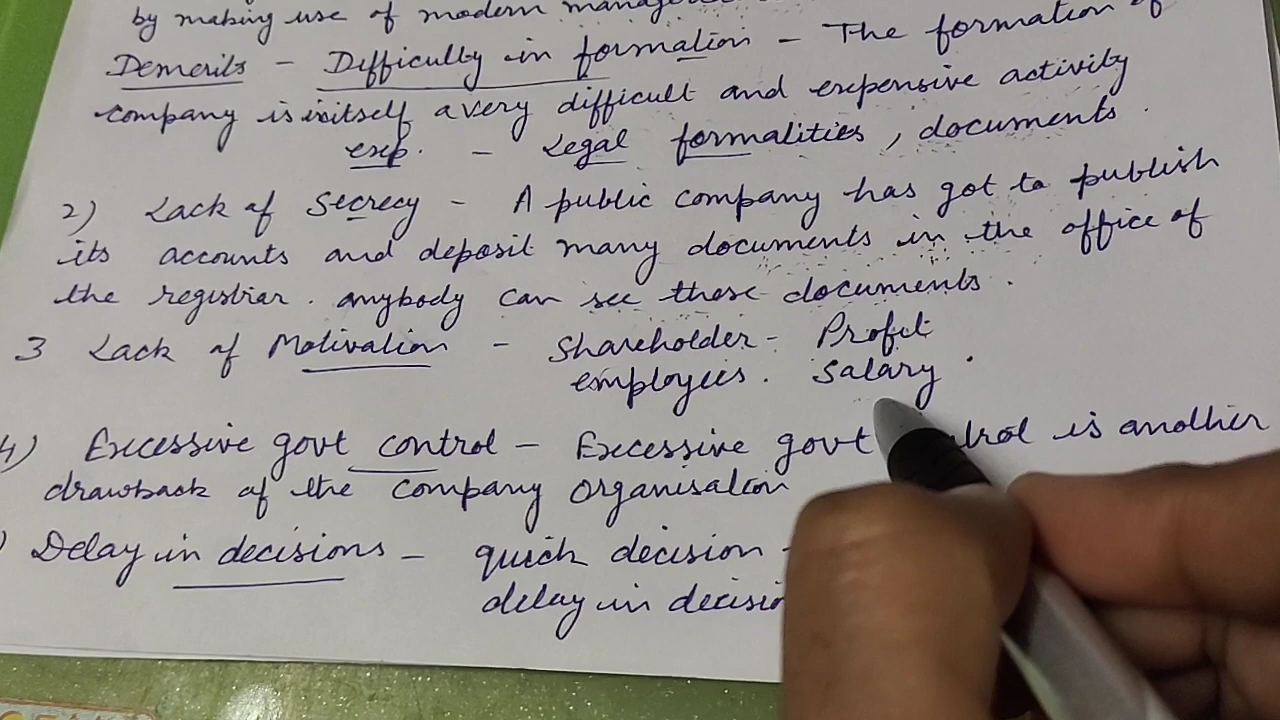 by making use of modern
Demerits - Difficulty in formation - The formation of
company is initself a very difficult and expensive activity
exp. - Legal formalities, documents.
2) Lack of Secrecy - A public company has got to publish
its accounts and deposit many documents in the office of
the registrar. anybody can see these documents.
3 Lack of Motivation - Shareholder - Profit
employees. Salary.
4) Excessive govt control - Excessive govt is another
drawback of the company organisation
) Delay in decisions - quick decision -
delay in